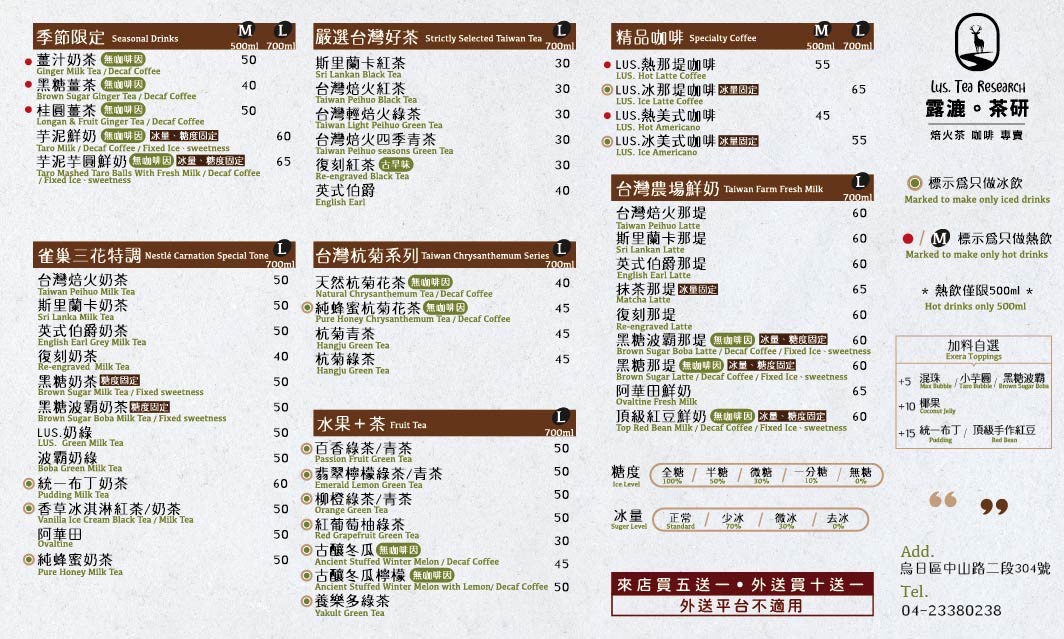 季節限定 Seasonal Drinks M 500ml L 700ml
薑汁奶茶 無咖啡因 50
Ginger Milk Tea / Decaf Coffee
黑糖薑茶 無咖啡因 40
Brown Sugar Ginger Tea / Decaf Coffee
桂圓薑茶 無咖啡因 50
Longan & Fruit Ginger Tea / Decaf Coffee
芋泥鮮奶 無咖啡因 冰量、糖度固定 60
Taro Milk / Decaf Coffee / Fixed Ice · sweetness
芋泥芋圓鮮奶 無咖啡因 冰量、糖度固定 65
Taro Mashed Taro Balls With Fresh Milk / Decaf Coffee
/ Fixed Ice · sweetness
雀巢三花特調 Nestlé Carnation Special Tone L 700ml
台灣焙火奶茶 50
Taiwan Peihuo Milk Tea
斯里蘭卡奶茶 50
Sri Lanka Milk Tea
英式伯爵奶茶 50
English Earl Grey Milk Tea
復刻奶茶 40
Re-engraved Milk Tea
黑糖奶茶 糖度固定 50
Brown Sugar Milk Tea / Fixed sweetness
黑糖波霸奶茶 糖度固定 50
Brown Sugar Boba Milk Tea / Fixed sweetness
LUS.奶綠 50
LUS. Green Milk Tea
波霸奶綠 50
Boba Green Milk Tea
統一布丁奶茶 60
Pudding Milk Tea
香草冰淇淋紅茶/奶茶 50
Vanilla Ice Cream Black Tea / Milk Tea
阿華田 50
Ovaltine
純蜂蜜奶茶 50
Pure Honey Milk Tea
嚴選台灣好茶 Strictly Selected Taiwan Tea L 700ml
斯里蘭卡紅茶 30
Sri Lankan Black Tea
台灣焙火紅茶 30
Taiwan Peihuo Black Tea
台灣輕焙火綠茶 30
Taiwan Light Peihuo Green Tea
台灣焙火四季青茶 30
Taiwan Peihuo seasons Green Tea
復刻紅茶 古早味 30
Re-engraved Black Tea
英式伯爵 40
English Earl
台灣杭菊系列 Taiwan Chrysanthemum Series L 700ml
天然杭菊花茶 無咖啡因 40
Natural Chrysanthemum Tea / Decaf Coffee
純蜂蜜杭菊花茶 無咖啡因 45
Pure Honey Chrysanthemum Tea / Decaf Coffee
杭菊青茶 45
Hangju Green Tea
杭菊綠茶 45
Hangju Green Tea
水果＋茶 Fruit Tea L 700ml
百香綠茶/青茶 50
Passion Fruit Green Tea
翡翠檸檬綠茶/青茶 50
Emerald Lemon Green Tea
柳橙綠茶/青茶 50
Orange Green Tea
紅葡萄柚綠茶 50
Red Grapefruit Green Tea
古釀冬瓜 無咖啡因 30
Ancient Stuffed Winter Melon / Decaf Coffee 45
古釀冬瓜檸檬 無咖啡因
Ancient Stuffed Winter Melon with Lemon/ Decaf Coffee 50
養樂多綠茶
Yakult Green Tea
精品咖啡 Specialty Coffee M 500ml L 700ml
LUS.熱那堤咖啡 55
LUS. Hot Latte Coffee
LUS.冰那堤咖啡 冰量固定 65
LUS. Ice Latte Coffee
LUS.熱美式咖啡 45
LUS. Hot Americano
LUS.冰美式咖啡 冰量固定 55
LUS. Ice Americano
台灣農場鮮奶 Taiwan Farm Fresh Milk L 700ml
台灣焙火那堤 60
Taiwan Peihuo Latte
斯里蘭卡那堤 60
Sri Lankan Latte
英式伯爵那堤 60
English Earl Latte
抹茶那堤 冰量固定 65
Matcha Latte
復刻那堤 60
Re-engraved Latte
黑糖波霸那堤 無咖啡因 冰量、糖度固定 60
Brown Sugar Boba Latte / Decaf Coffee / Fixed Ice · sweetness
黑糖那堤 無咖啡因 冰量、糖度固定 60
Brown Sugar Latte / Decaf Coffee / Fixed Ice · sweetness
阿華田鮮奶 65
Ovaltine Fresh Milk
頂級紅豆鮮奶 無咖啡因 冰量、糖度固定 60
Top Red Bean Milk / Decaf Coffee / Fixed Ice · sweetness
糖度 全糖 / 半糖 / 微糖 / 一分糖 / 無糖
Ice Level 100% 50% 30% 10% 0%
冰量 正常 / 少冰 / 微冰 / 去冰
Suger Level Standard 70% 30% 0%
來店買五送一•外送買十送一
外送平台不適用
Lus. Tea Research
露漉。茶研
焙火茶 咖啡 專賣
標示為只做冰飲
Marked to make only iced drinks
/ M 標示為只做熱飲
Marked to make only hot drinks
* 熱飲僅限500ml *
Hot drinks only 500ml
加料自選
Exera Toppings
+5 混珠 / 小芋圓 / 黑糖波霸
Max Bubble / Taro Bubble / Brown Sugar Boba
+10 椰果
Coconut Jelly
+15 統一布丁 / 頂級手作紅豆
Pudding Red Bean
Add.
烏日區中山路二段304號
Tel.
04-23380238